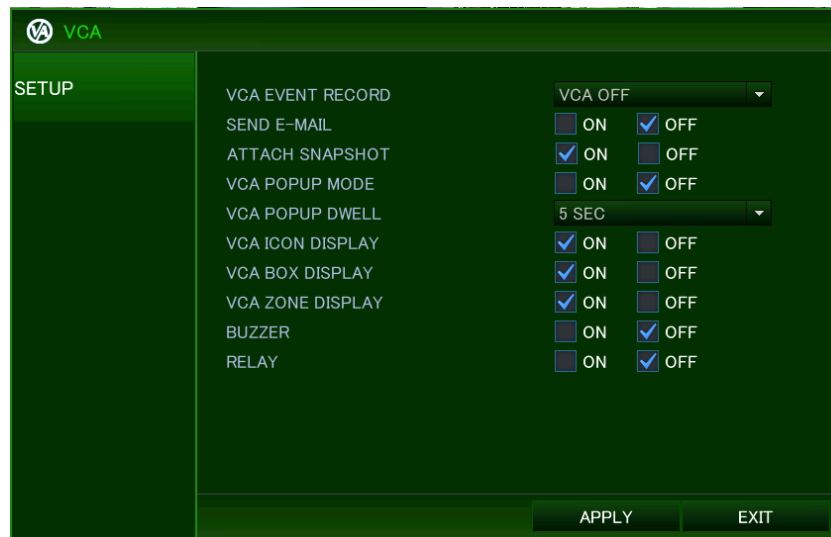 VA VCA
SETUP
VCA EVENT RECORD VCA OFF
SEND E-MAIL ON OFF
ATTACH SNAPSHOT ON OFF
VCA POPUP MODE ON OFF
VCA POPUP DWELL 5 SEC
VCA ICON DISPLAY ON OFF
VCA BOX DISPLAY ON OFF
VCA ZONE DISPLAY ON OFF
BUZZER ON OFF
RELAY ON OFF
APPLY EXIT